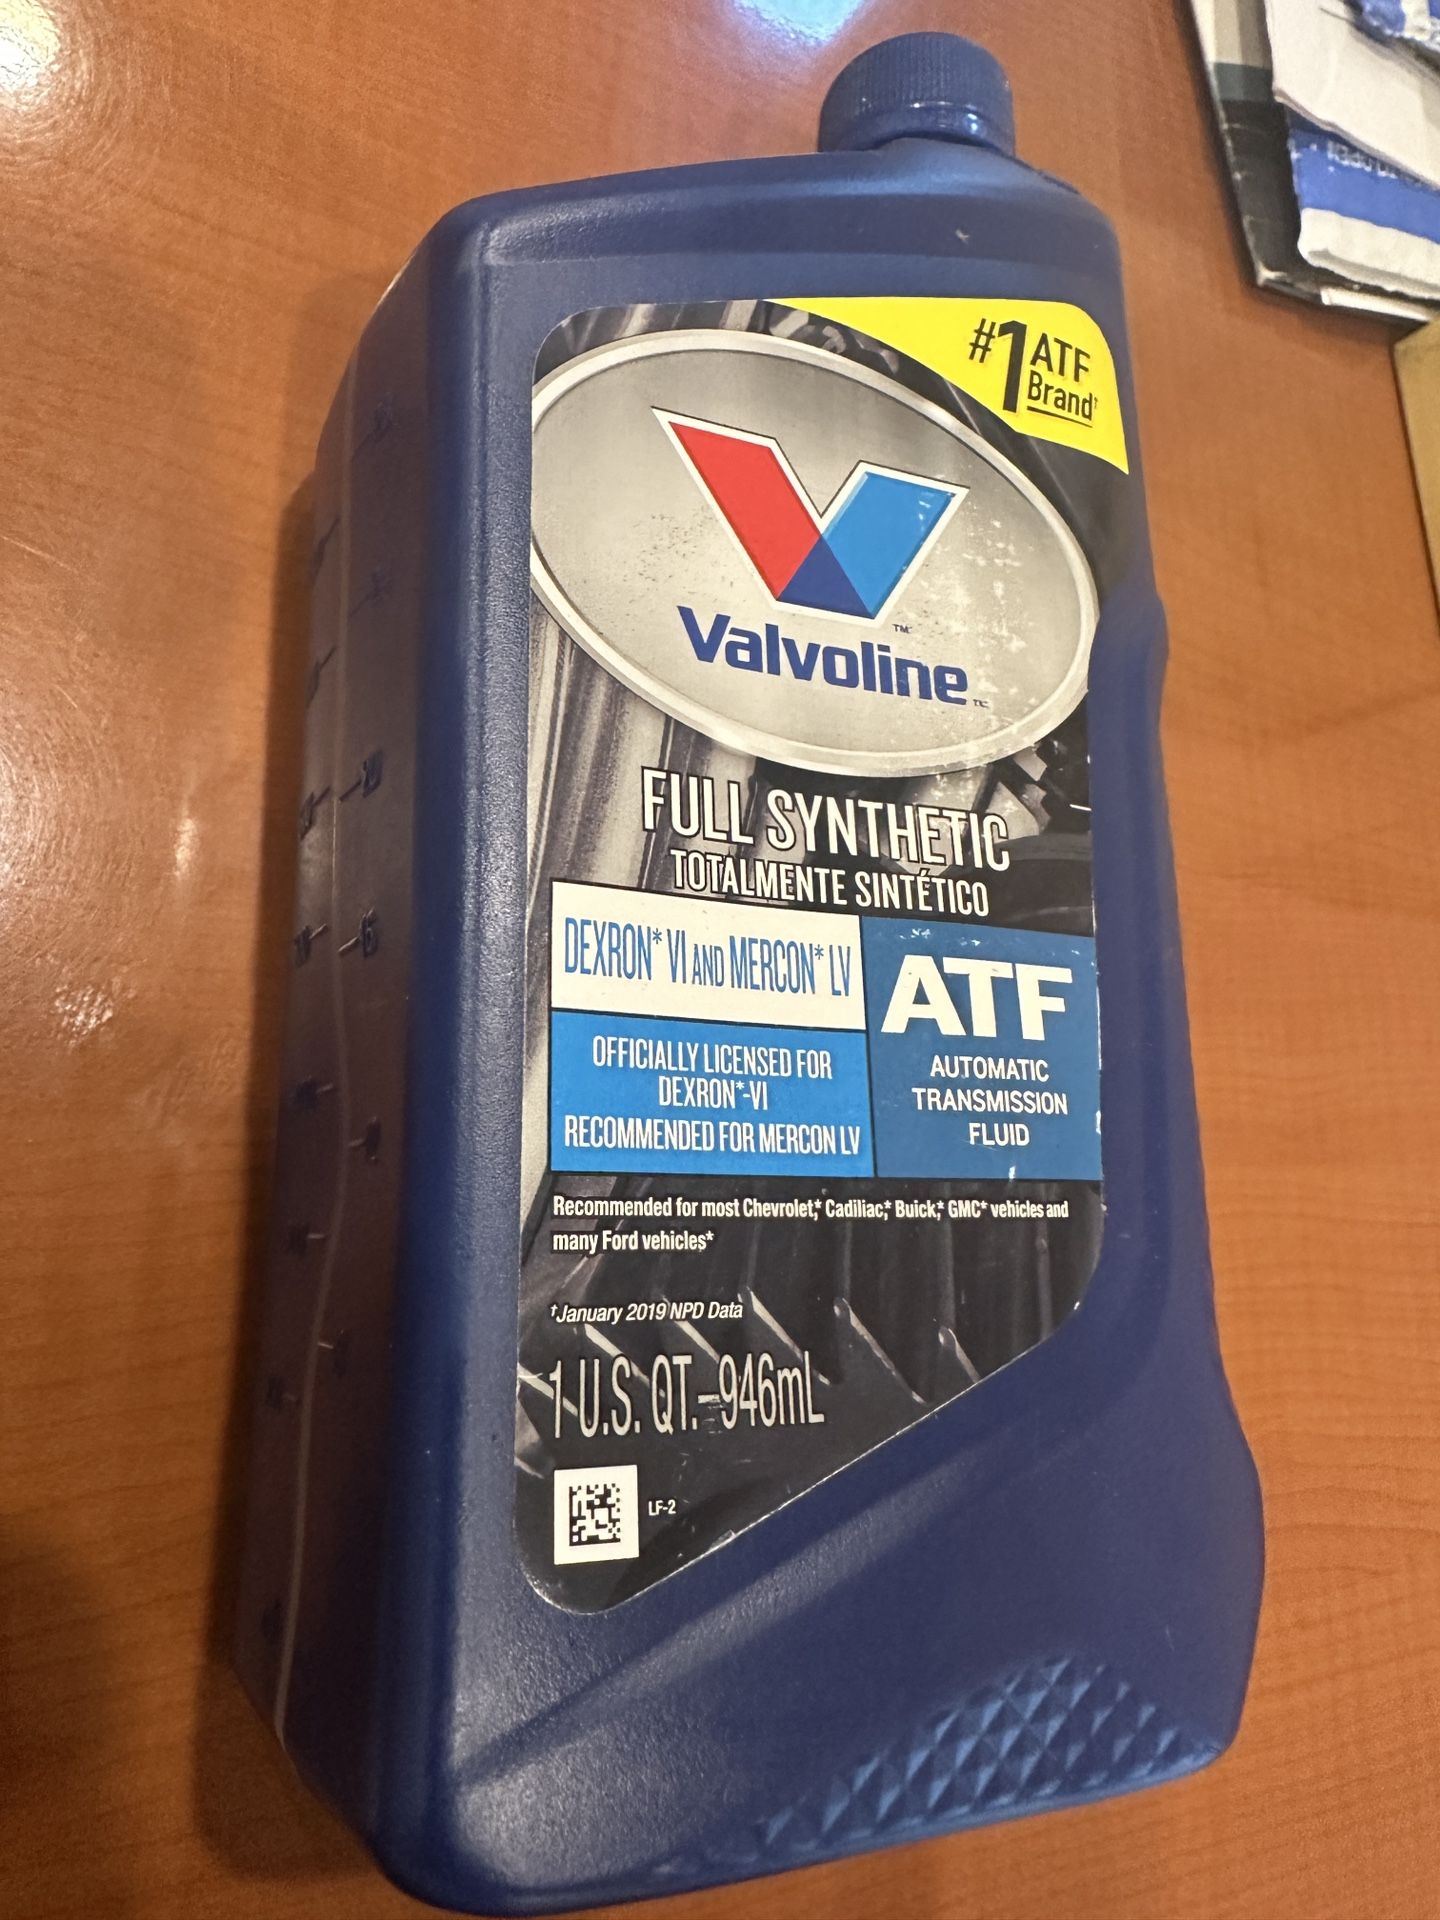 #1 ATF
Brand†
Valvoline™
FULL SYNTHETIC
TOTALMENTE SINTÉTICO
DEXRON* VI AND MERCON* LV
OFFICIALLY LICENSED FOR
DEXRON*-VI
RECOMMENDED FOR MERCON LV
ATF
AUTOMATIC
TRANSMISSION
FLUID
Recommended for most Chevrolet,* Cadillac,* Buick,* GMC* vehicles and
many Ford vehicles*
†January 2019 NPD Data
1 U.S. QT.-946mL
LF-2